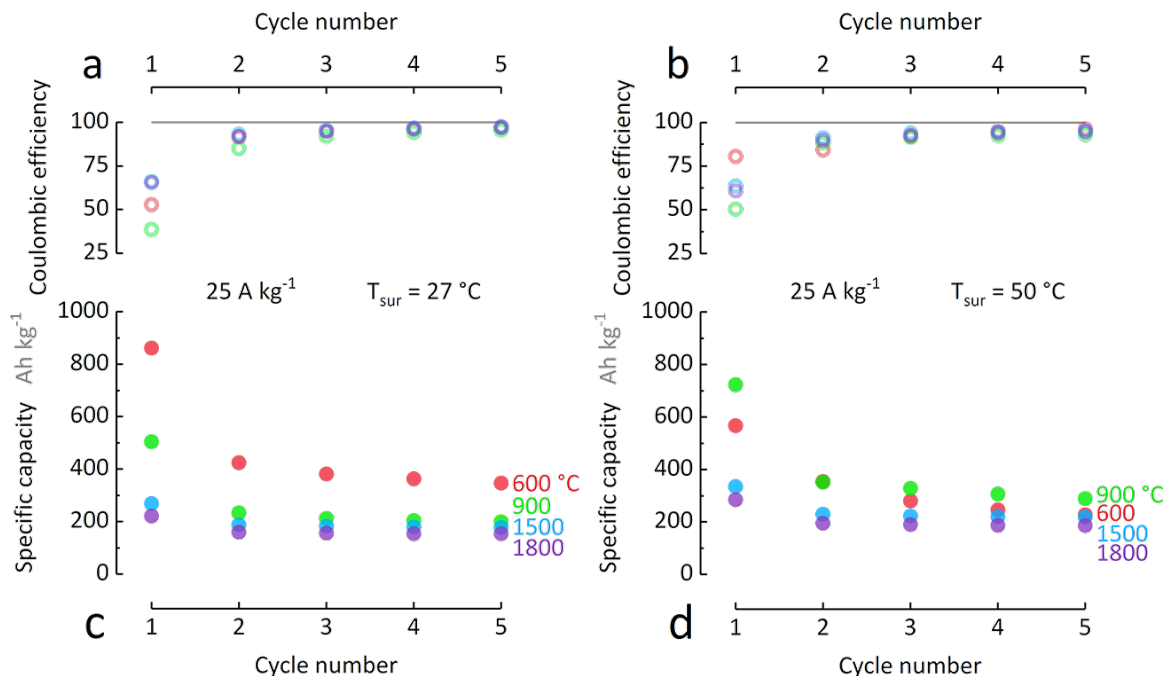 Cycle number
a
1 2 3 4 5
Coulombic efficiency
100
75
50
25
25 A kg⁻¹ T_sur = 27 °C
Cycle number
b
1 2 3 4 5
Coulombic efficiency
100
75
50
25
25 A kg⁻¹ T_sur = 50 °C
Specific capacity Ah kg⁻¹
1000
800
600
400
200
0
600 °C
900
1500
1800
c
1 2 3 4 5
Cycle number
Specific capacity Ah kg⁻¹
1000
800
600
400
200
0
900 °C
600
1500
1800
d
1 2 3 4 5
Cycle number